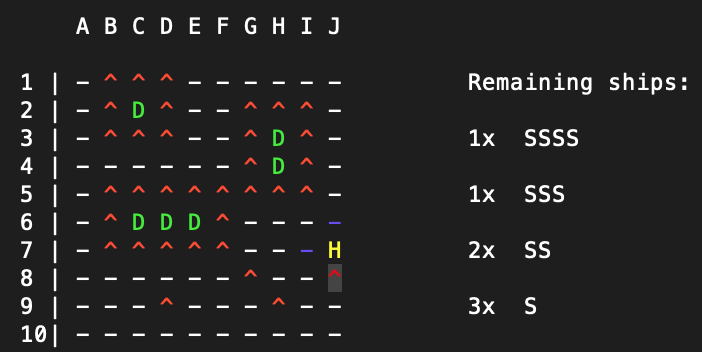 A B C D E F G H I J
1 | - ^ ^ ^ - - - - - - Remaining ships:
2 | - ^ D ^ - - ^ ^ ^ -
3 | - ^ ^ ^ - - ^ D ^ - 1x SSSS
4 | - - - - - - ^ D ^ -
5 | - ^ ^ ^ ^ ^ ^ ^ ^ - 1x SSS
6 | - ^ D D D ^ - - - -
7 | - ^ ^ ^ ^ ^ - - - H 2x SS
8 | - - - - - - ^ - - ^
9 | - - - ^ - - - ^ - - 3x S
10| - - - - - - - - - -